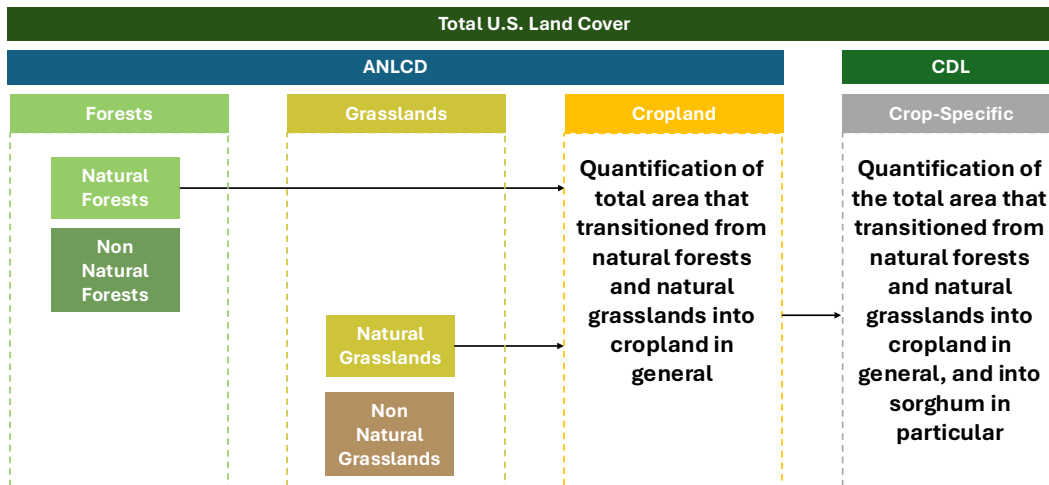 Total U.S. Land Cover
ANLCD
CDL
Forests
Grasslands
Cropland
Crop-Specific
Natural
Forests
Non
Natural
Forests
Natural
Grasslands
Non
Natural
Grasslands
Quantification of
total area that
transitioned from
natural forests
and natural
grasslands into
cropland in
general
Quantification of
the total area that
transitioned from
natural forests
and natural
grasslands into
cropland in
general, and into
sorghum in
particular